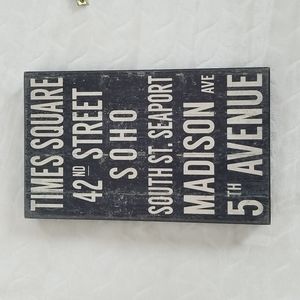 TIMES SQUARE
42ND STREET
SOHO
SOUTH ST. SEAPORT
MADISON AVE
5TH AVENUE